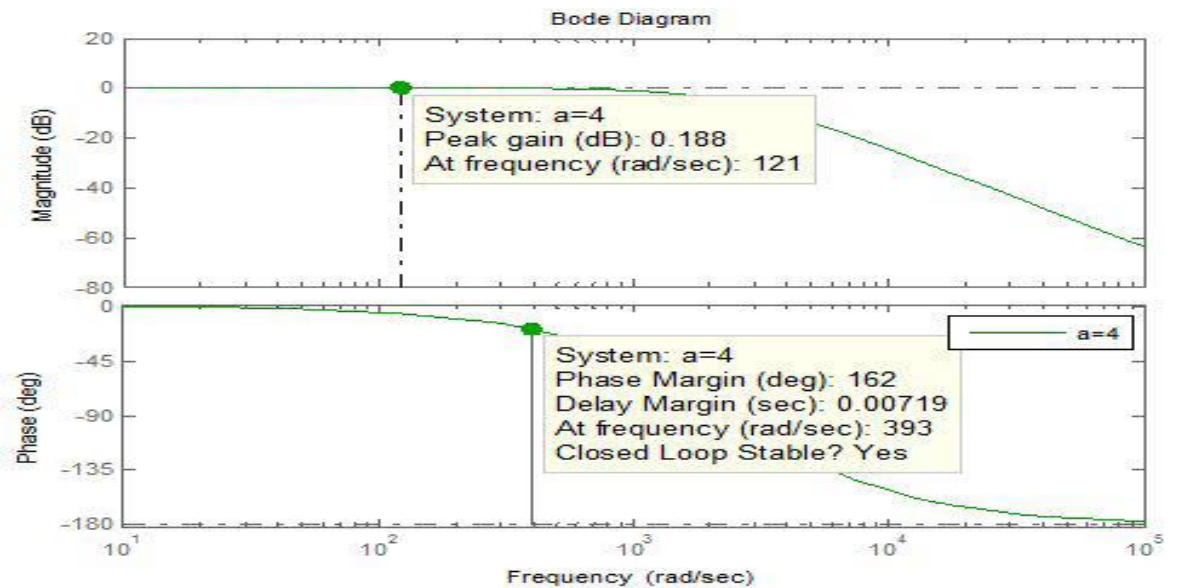 Bode Diagram
Magnitude (dB)
20
0
-20
-40
-60
-80
System: a=4
Peak gain (dB): 0.188
At frequency (rad/sec): 121
Phase (deg)
0
-45
-90
-135
-180
a=4
System: a=4
Phase Margin (deg): 162
Delay Margin (sec): 0.00719
At frequency (rad/sec): 393
Closed Loop Stable? Yes
10^1 10^2 10^3 10^4 10^5
Frequency (rad/sec)